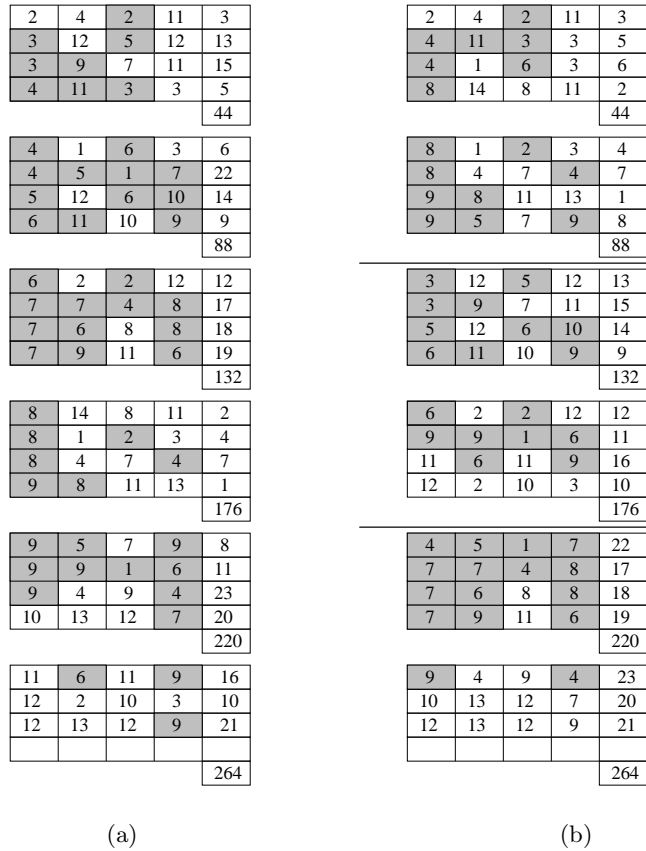 2 4 2 11 3
3 12 5 12 13
3 9 7 11 15
4 11 3 3 5
44
4 1 6 3 6
4 5 1 7 22
5 12 6 10 14
6 11 10 9 9
88
6 2 2 12 12
7 7 4 8 17
7 6 8 8 18
7 9 11 6 19
132
8 14 8 11 2
8 1 2 3 4
8 4 7 4 7
9 8 11 13 1
176
9 5 7 9 8
9 9 1 6 11
9 4 9 4 23
10 13 12 7 20
220
11 6 11 9 16
12 2 10 3 10
12 13 12 9 21
264
(a)
2 4 2 11 3
4 11 3 3 5
4 1 6 3 6
8 14 8 11 2
44
8 1 2 3 4
8 4 7 4 7
9 8 11 13 1
9 5 7 9 8
88
3 12 5 12 13
3 9 7 11 15
5 12 6 10 14
6 11 10 9 9
132
6 2 2 12 12
9 9 1 6 11
11 6 11 9 16
12 2 10 3 10
176
4 5 1 7 22
7 7 4 8 17
7 6 8 8 18
7 9 11 6 19
220
9 4 9 4 23
10 13 12 7 20
12 13 12 9 21
264
(b)